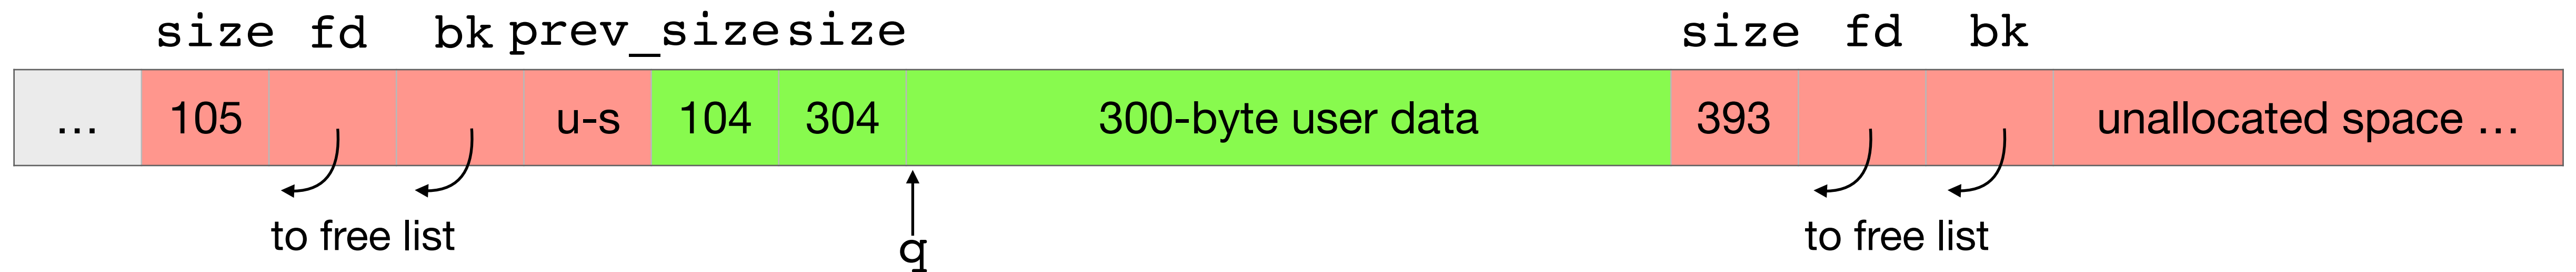 size fd bk prev_size size size fd bk
… 105 u-s 104 304 300-byte user data 393 unallocated space …
to free list to free list
q